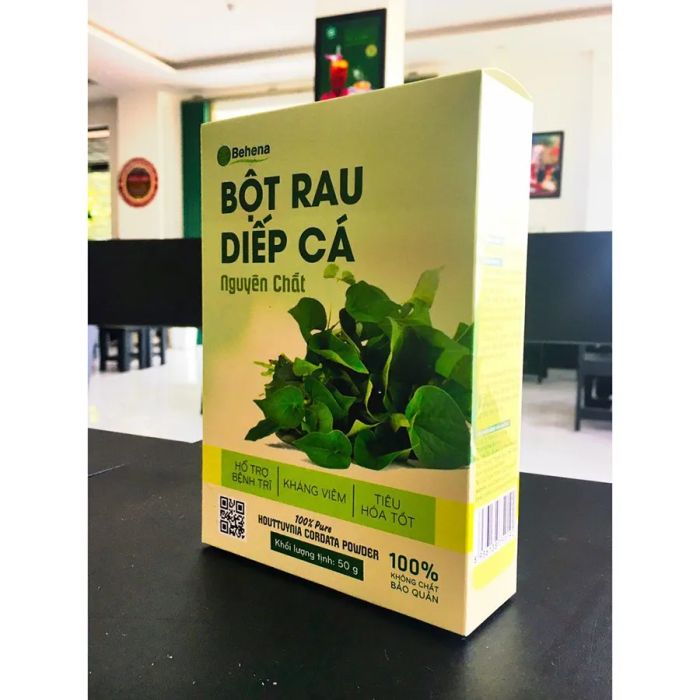 Behena
BỘT RAU
DIẾP CÁ
Nguyên Chất
HỖ TRỢ
BỆNH TRĨ
KHÁNG VIÊM
TIÊU
HÓA TỐT
100% Pure
HOUTTUYNIA CORDATA POWDER
Khối lượng tịnh: 50 g
100%
KHÔNG CHẤT
BẢO QUẢN